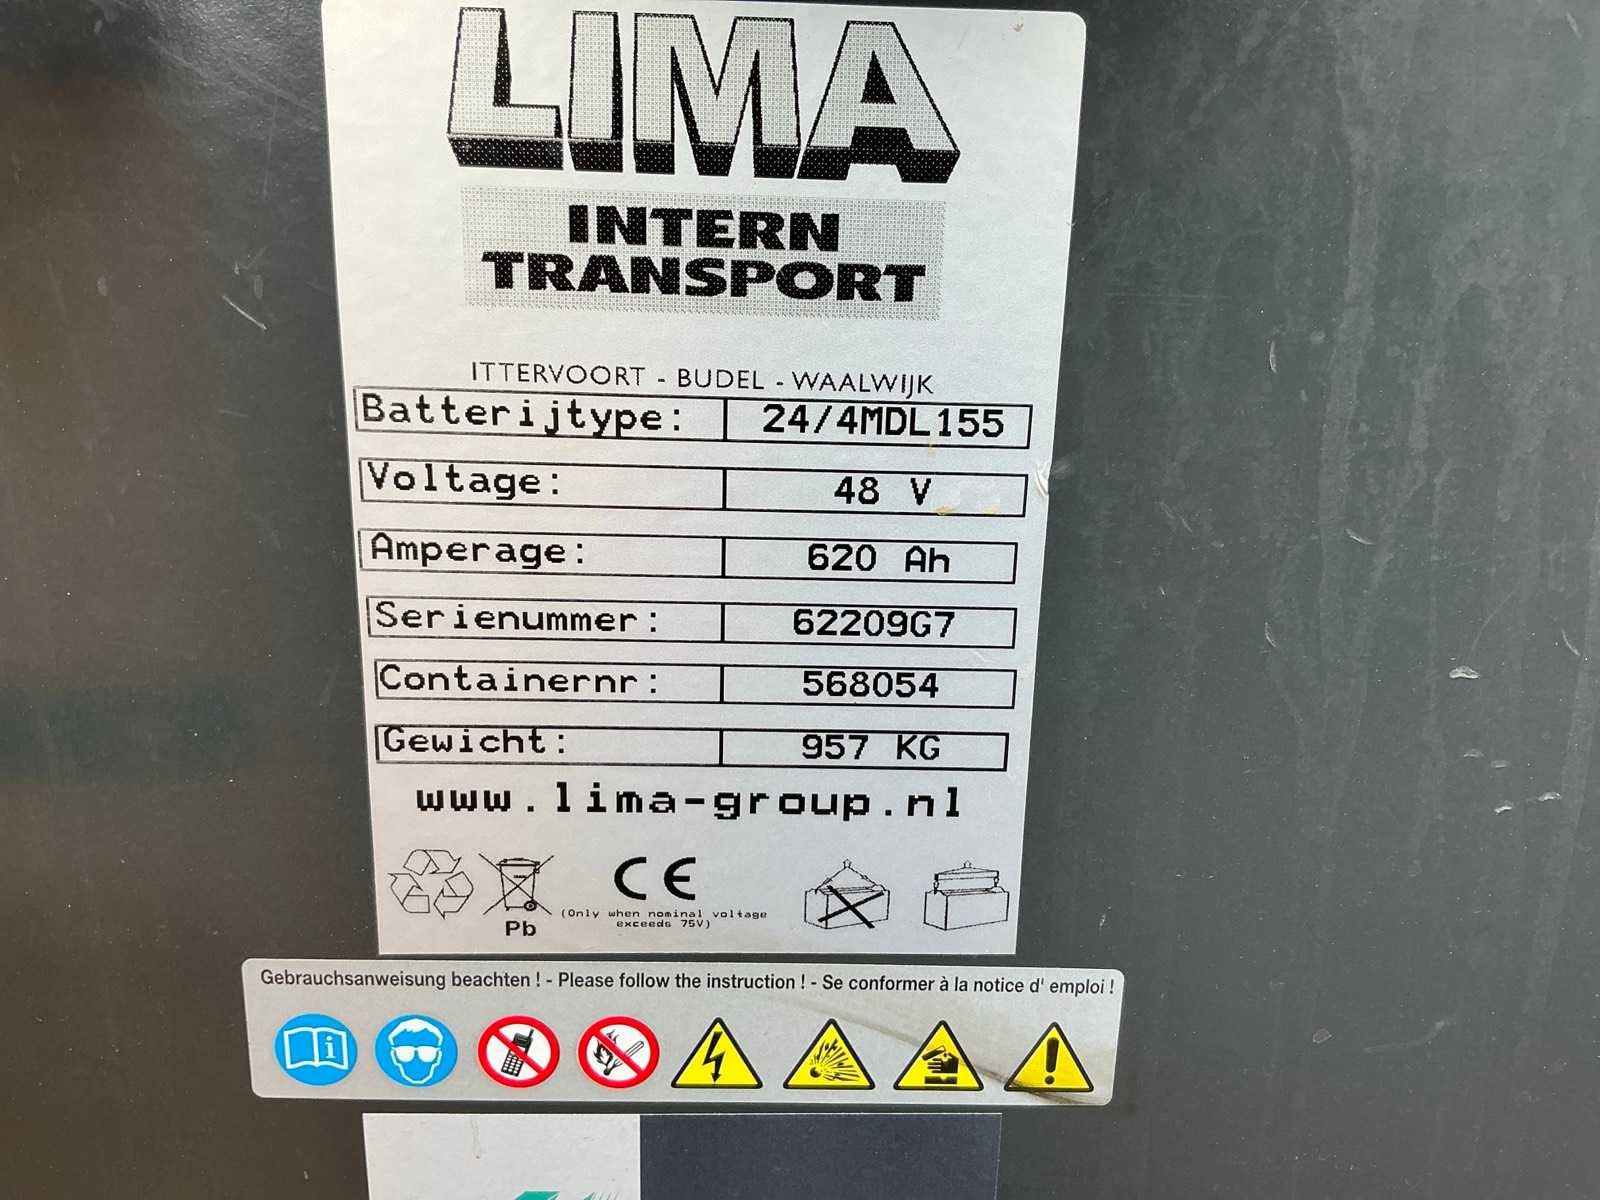 LIMA
INTERN
TRANSPORT
ITTERVOORT - BUDEL - WAALWIJK
Batterijtype: 24/4MDL155
Voltage: 48 V
Amperage: 620 Ah
Serienummer: 62209G7
Containernr: 568054
Gewicht: 957 KG
www.lima-group.nl
CE
(Only when nominal voltage
exceeds 75V)
Pb
Gebrauchsanweisung beachten ! - Please follow the instruction ! - Se conformer à la notice d' emploi !